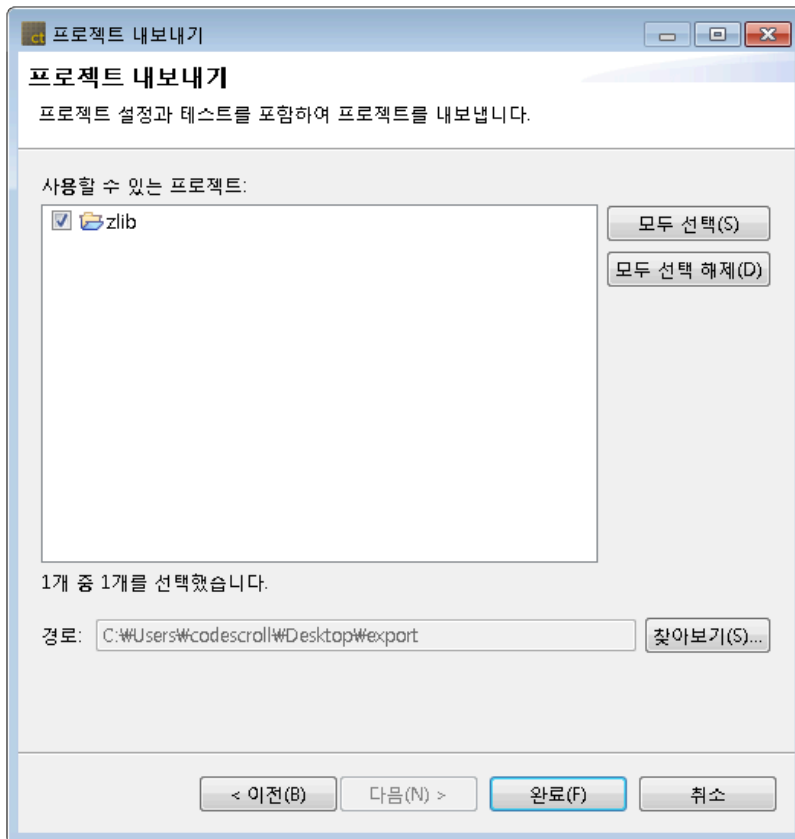 ct 프로젝트 내보내기
프로젝트 내보내기
프로젝트 설정과 테스트를 포함하여 프로젝트를 내보냅니다.
사용할 수 있는 프로젝트:
zlib
모두 선택(S)
모두 선택 해제(D)
1개 중 1개를 선택했습니다.
경로: C:₩Users₩codescroll₩Desktop₩export 찾아보기(S)...
< 이전(B) 다음(N) > 완료(F) 취소